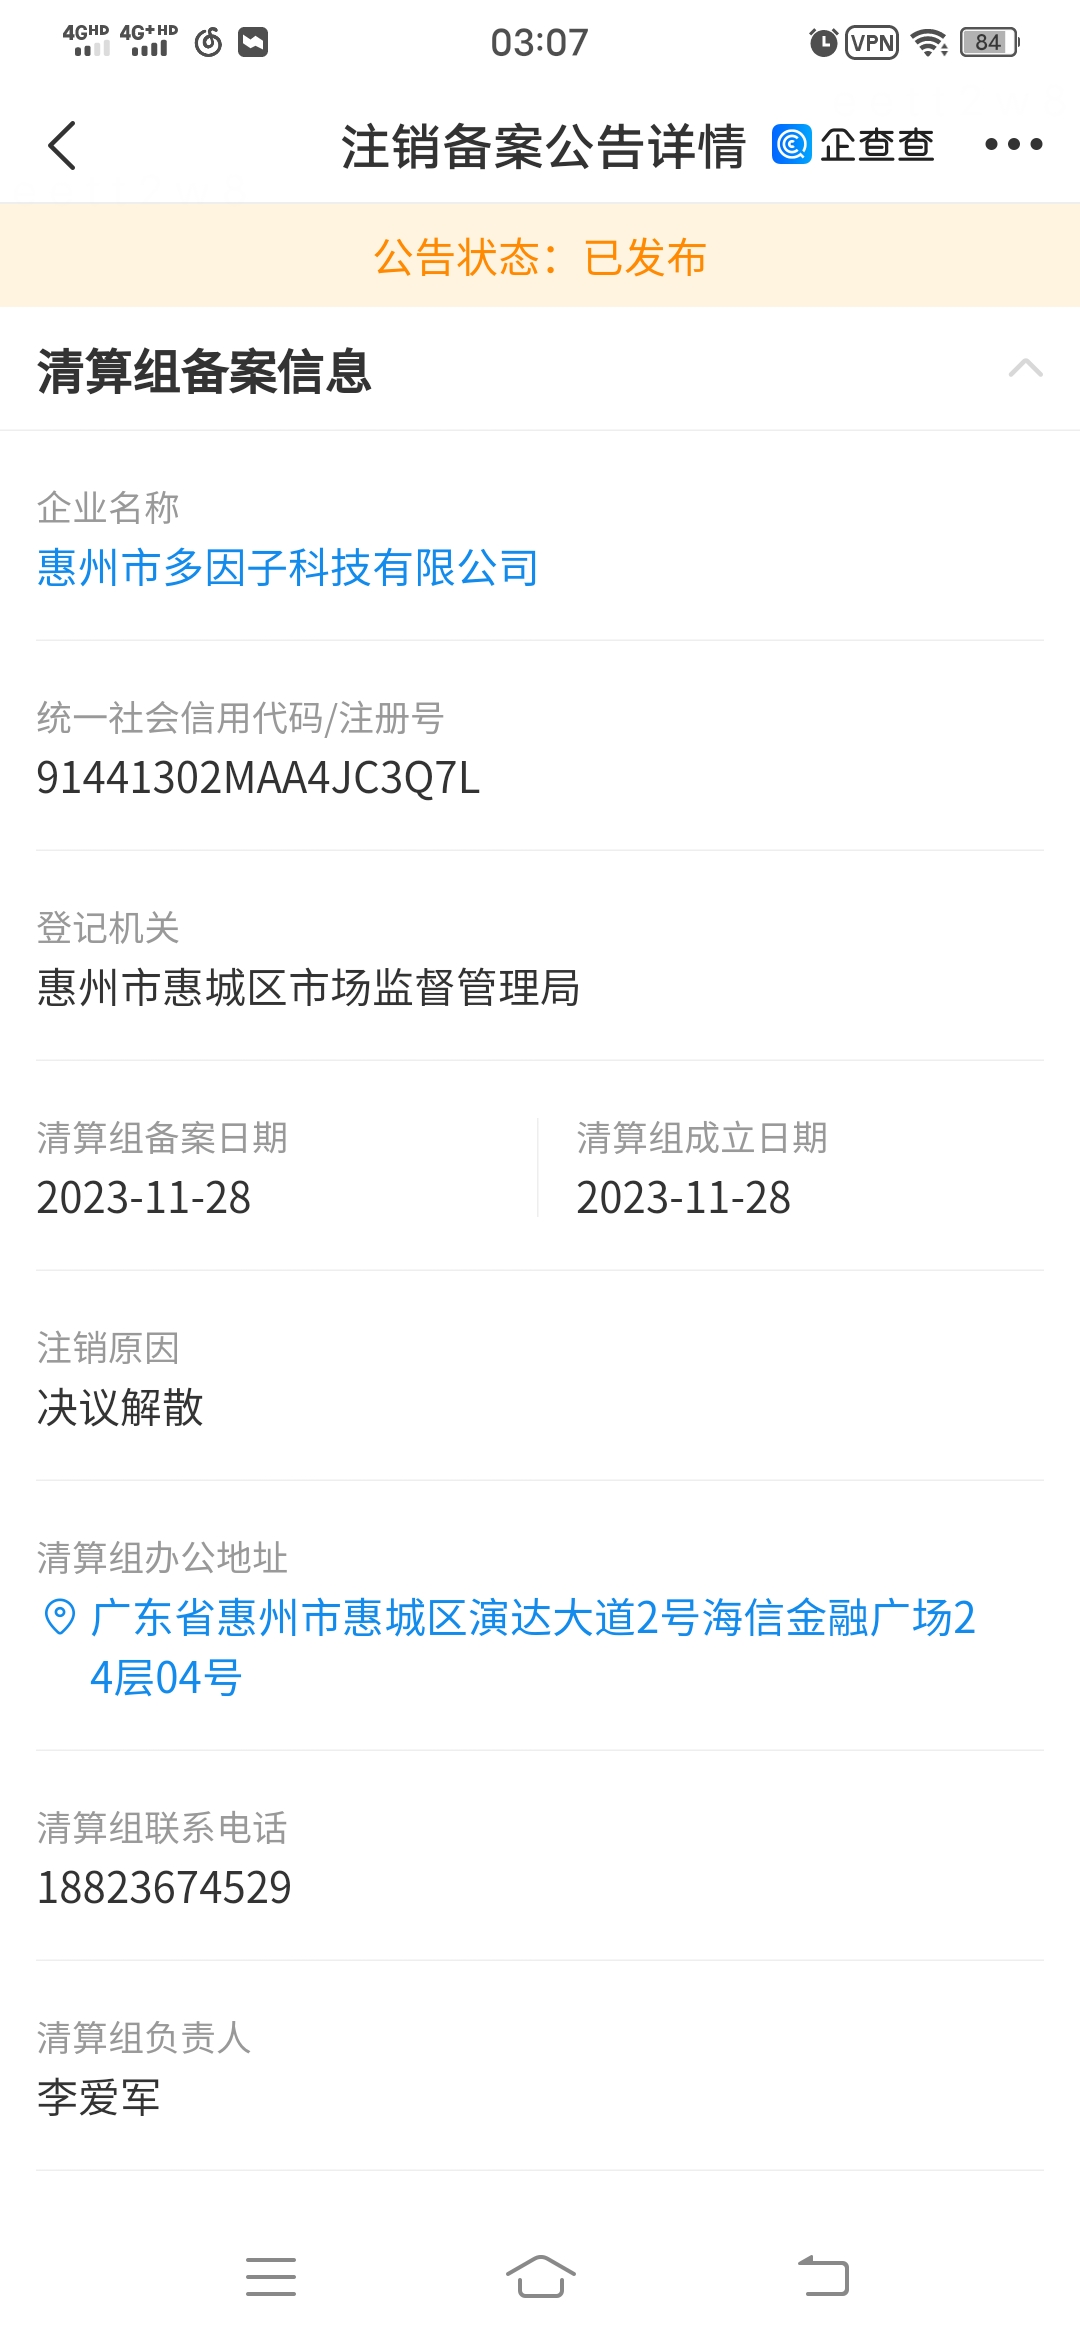 4GHD 4G+HD 03:07 VPN 84
注销备案公告详情 企查查
公告状态：已发布
清算组备案信息
企业名称
惠州市多因子科技有限公司
统一社会信用代码/注册号
91441302MAA4JC3Q7L
登记机关
惠州市惠城区市场监督管理局
清算组备案日期 清算组成立日期
2023-11-28 2023-11-28
注销原因
决议解散
清算组办公地址
广东省惠州市惠城区演达大道2号海信金融广场2
4层04号
清算组联系电话
18823674529
清算组负责人
李爱军